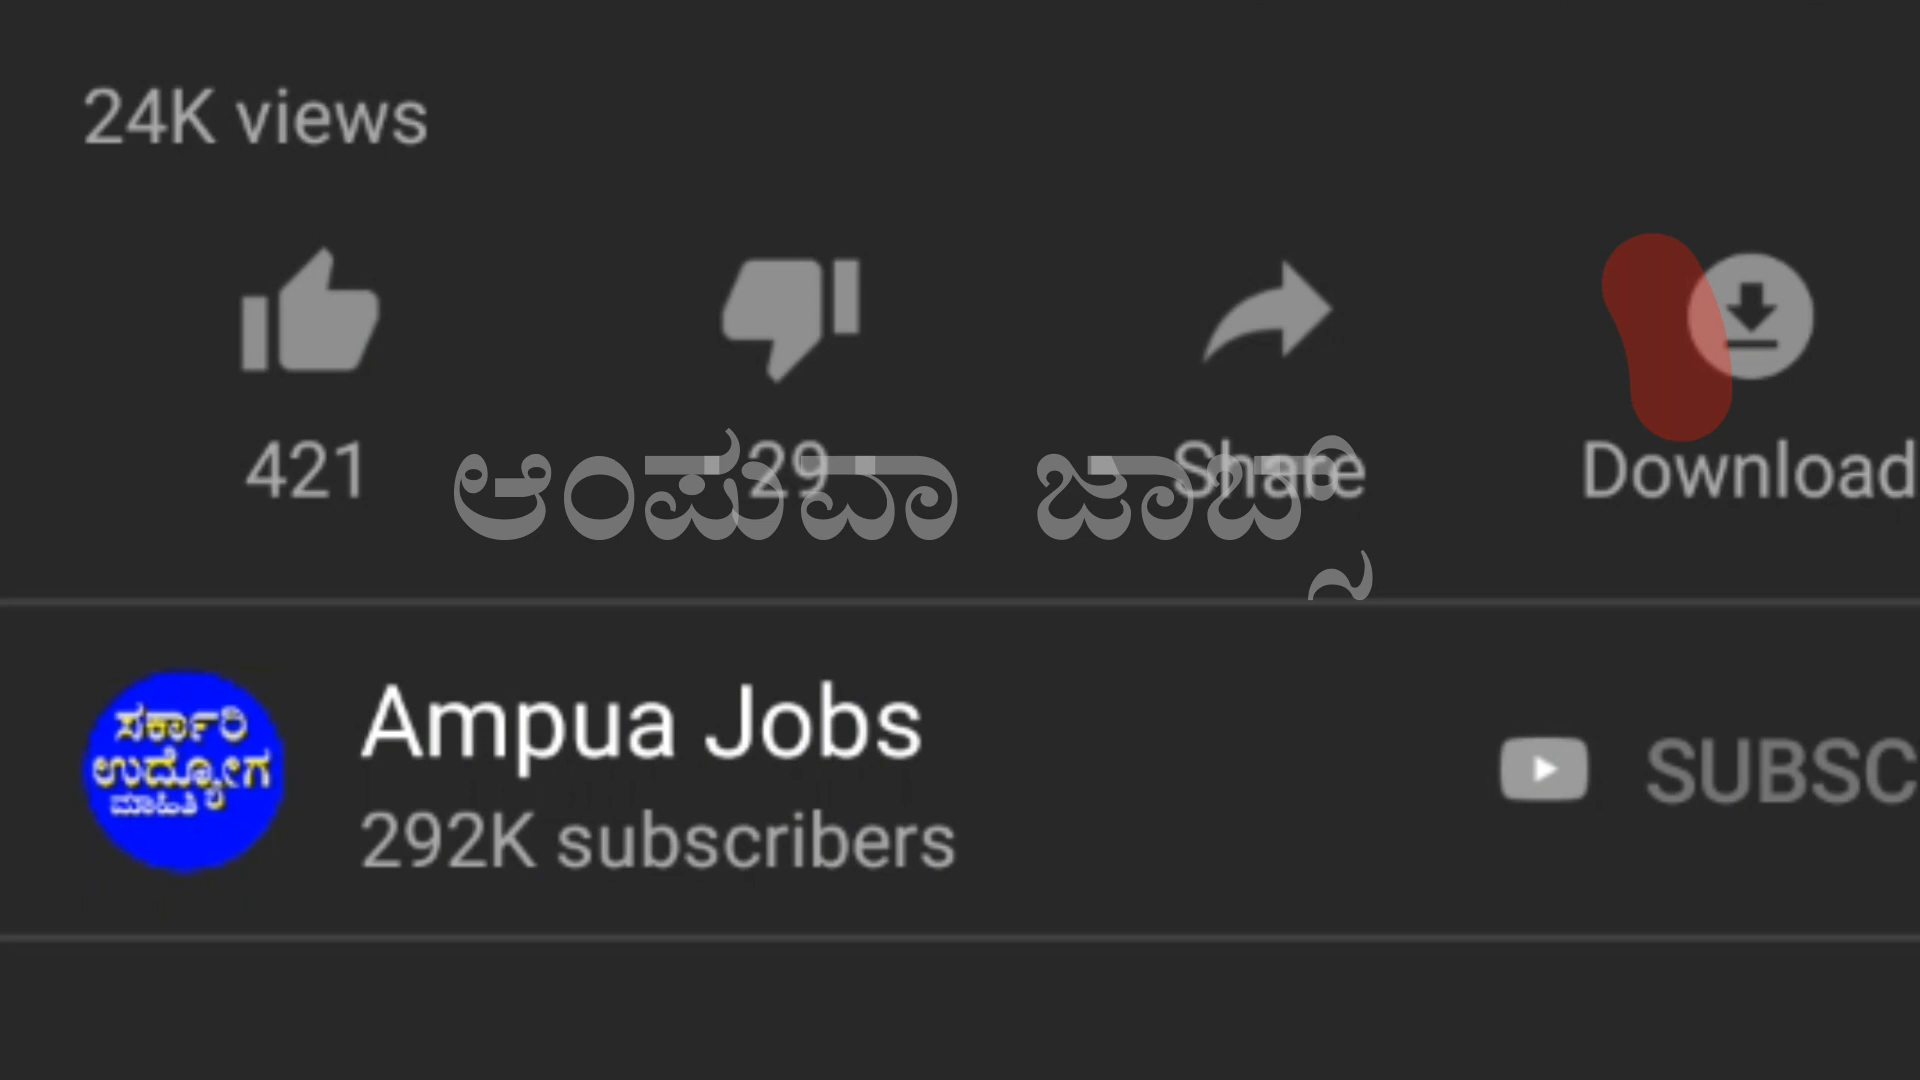 24K views
421 29 Share Download
ಆಂಪುವಾ ಜಾಬ್ಸ್
ಸರ್ಕಾರಿ
ಉದ್ಯೋಗ
ಮಾಹಿತಿ
Ampua Jobs
292K subscribers
SUBSC